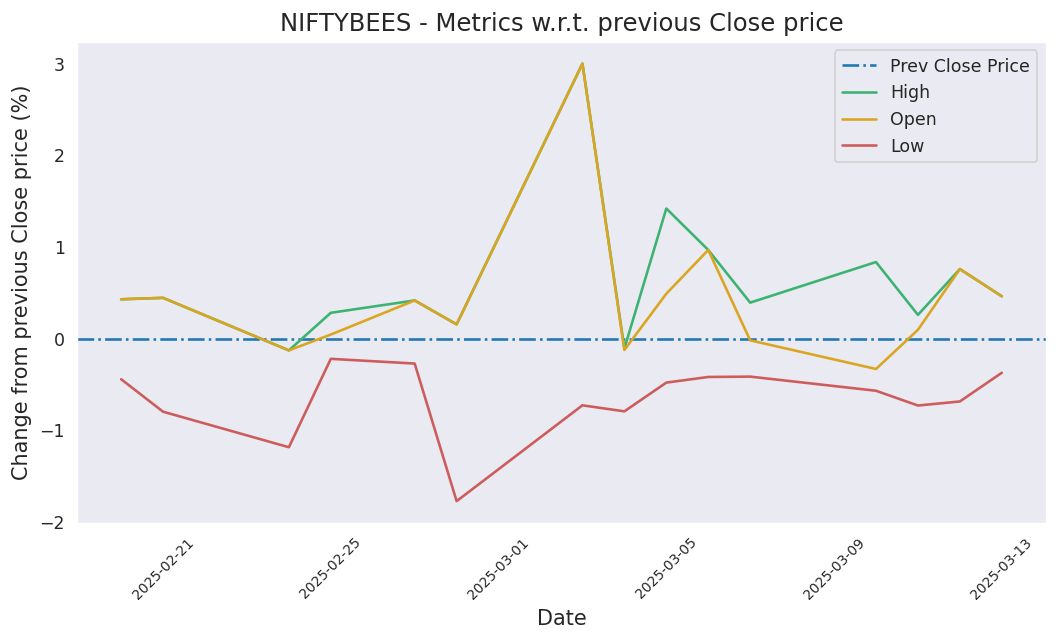 NIFTYBEES - Metrics w.r.t. previous Close price
Change from previous Close price (%)
3
2
1
0
−1
−2
Prev Close Price
High
Open
Low
2025-02-21
2025-02-25
2025-03-01
2025-03-05
2025-03-09
2025-03-13
Date